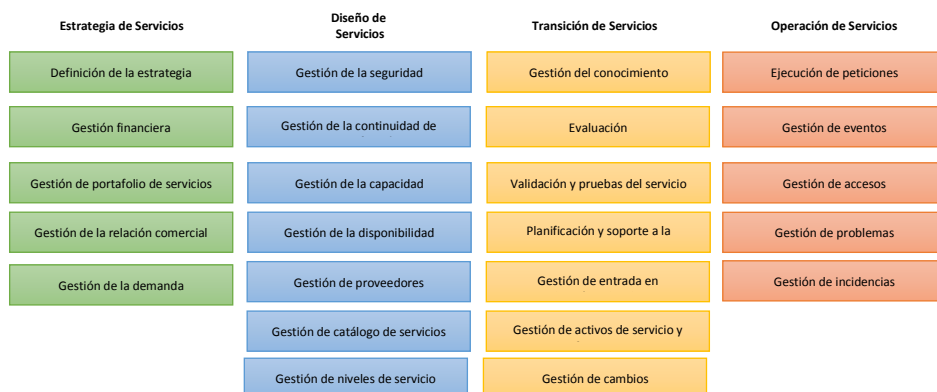 Estrategia de Servicios
Definición de la estrategia
Gestión financiera
Gestión de portafolio de servicios
Gestión de la relación comercial
Gestión de la demanda
Diseño de
Servicios
Gestión de la seguridad
Gestión de la continuidad de
Gestión de la capacidad
Gestión de la disponibilidad
Gestión de proveedores
Gestión de catálogo de servicios
Gestión de niveles de servicio
Transición de Servicios
Gestión del conocimiento
Evaluación
Validación y pruebas del servicio
Planificación y soporte a la
Gestión de entrada en
Gestión de activos de servicio y
Gestión de cambios
Operación de Servicios
Ejecución de peticiones
Gestión de eventos
Gestión de accesos
Gestión de problemas
Gestión de incidencias